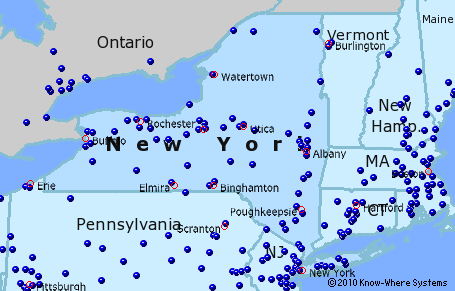 Maine
Vermont
Ontario
Burlington
Watertown
New
Hamp.
Rochester
Utica
Buffalo
New York
Albany
MA
Boston
Erie
Elmira
Binghamton
Poughkeepsie
Hartford
CT
Pennsylvania
Scranton
NJ
New York
Pittsburgh
©2010 Know-Where Systems